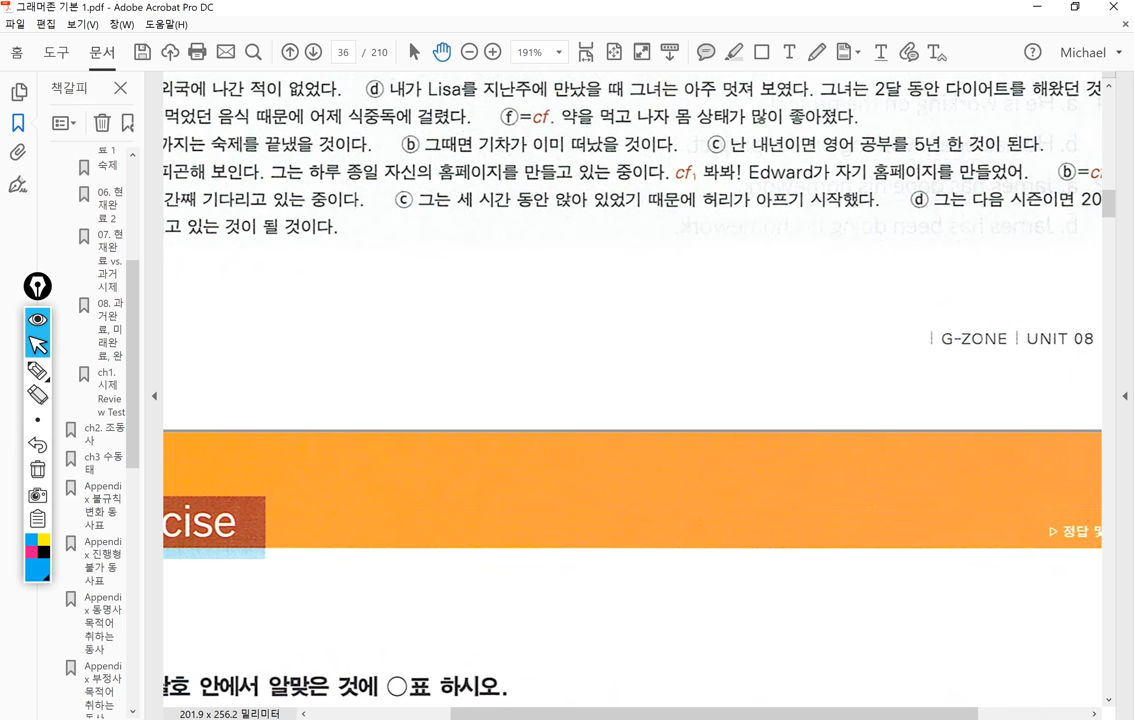 그래머존 기본 1.pdf - Adobe Acrobat Pro DC
파일 편집 보기(V) 창(W) 도움말(H)
홈 도구 문서 36 / 210 191% Michael
책갈피
료 1
숙제
06. 현
재완
료 2
07. 현
재완
료 vs.
과거
시제
08. 과
거완
료, 미
래완
료, 완
ch1.
시제
Revie
w Test
ch2. 조동
사
ch3 수동
태
Appendi
x 불규칙
변화 동
사표
Appendi
x 진행형
불가 동
사표
Appendi
x 동명사
목적어
취하는
동사
Appendi
x 부정사
목적어
취하는
외국에 나간 적이 없었다. ⓓ 내가 Lisa를 지난주에 만났을 때 그녀는 아주 멋져 보였다. 그녀는 2달 동안 다이어트를 해왔던 것
먹었던 음식 때문에 어제 식중독에 걸렸다. ⓕ=cf. 약을 먹고 나자 몸 상태가 많이 좋아졌다.
까지는 숙제를 끝냈을 것이다. ⓑ 그때면 기차가 이미 떠났을 것이다. ⓒ 난 내년이면 영어 공부를 5년 한 것이 된다.
피곤해 보인다. 그는 하루 종일 자신의 홈페이지를 만들고 있는 중이다. cf₁ 봐봐! Edward가 자기 홈페이지를 만들었어. ⓑ=c
간째 기다리고 있는 중이다. ⓒ 그는 세 시간 동안 앉아 있었기 때문에 허리가 아프기 시작했다. ⓓ 그는 다음 시즌이면 20
고 있는 것이 될 것이다.
| G-ZONE | UNIT 08
cise
▷ 정답 및
괄호 안에서 알맞은 것에 ○표 하시오.
201.9 x 256.2 밀리미터